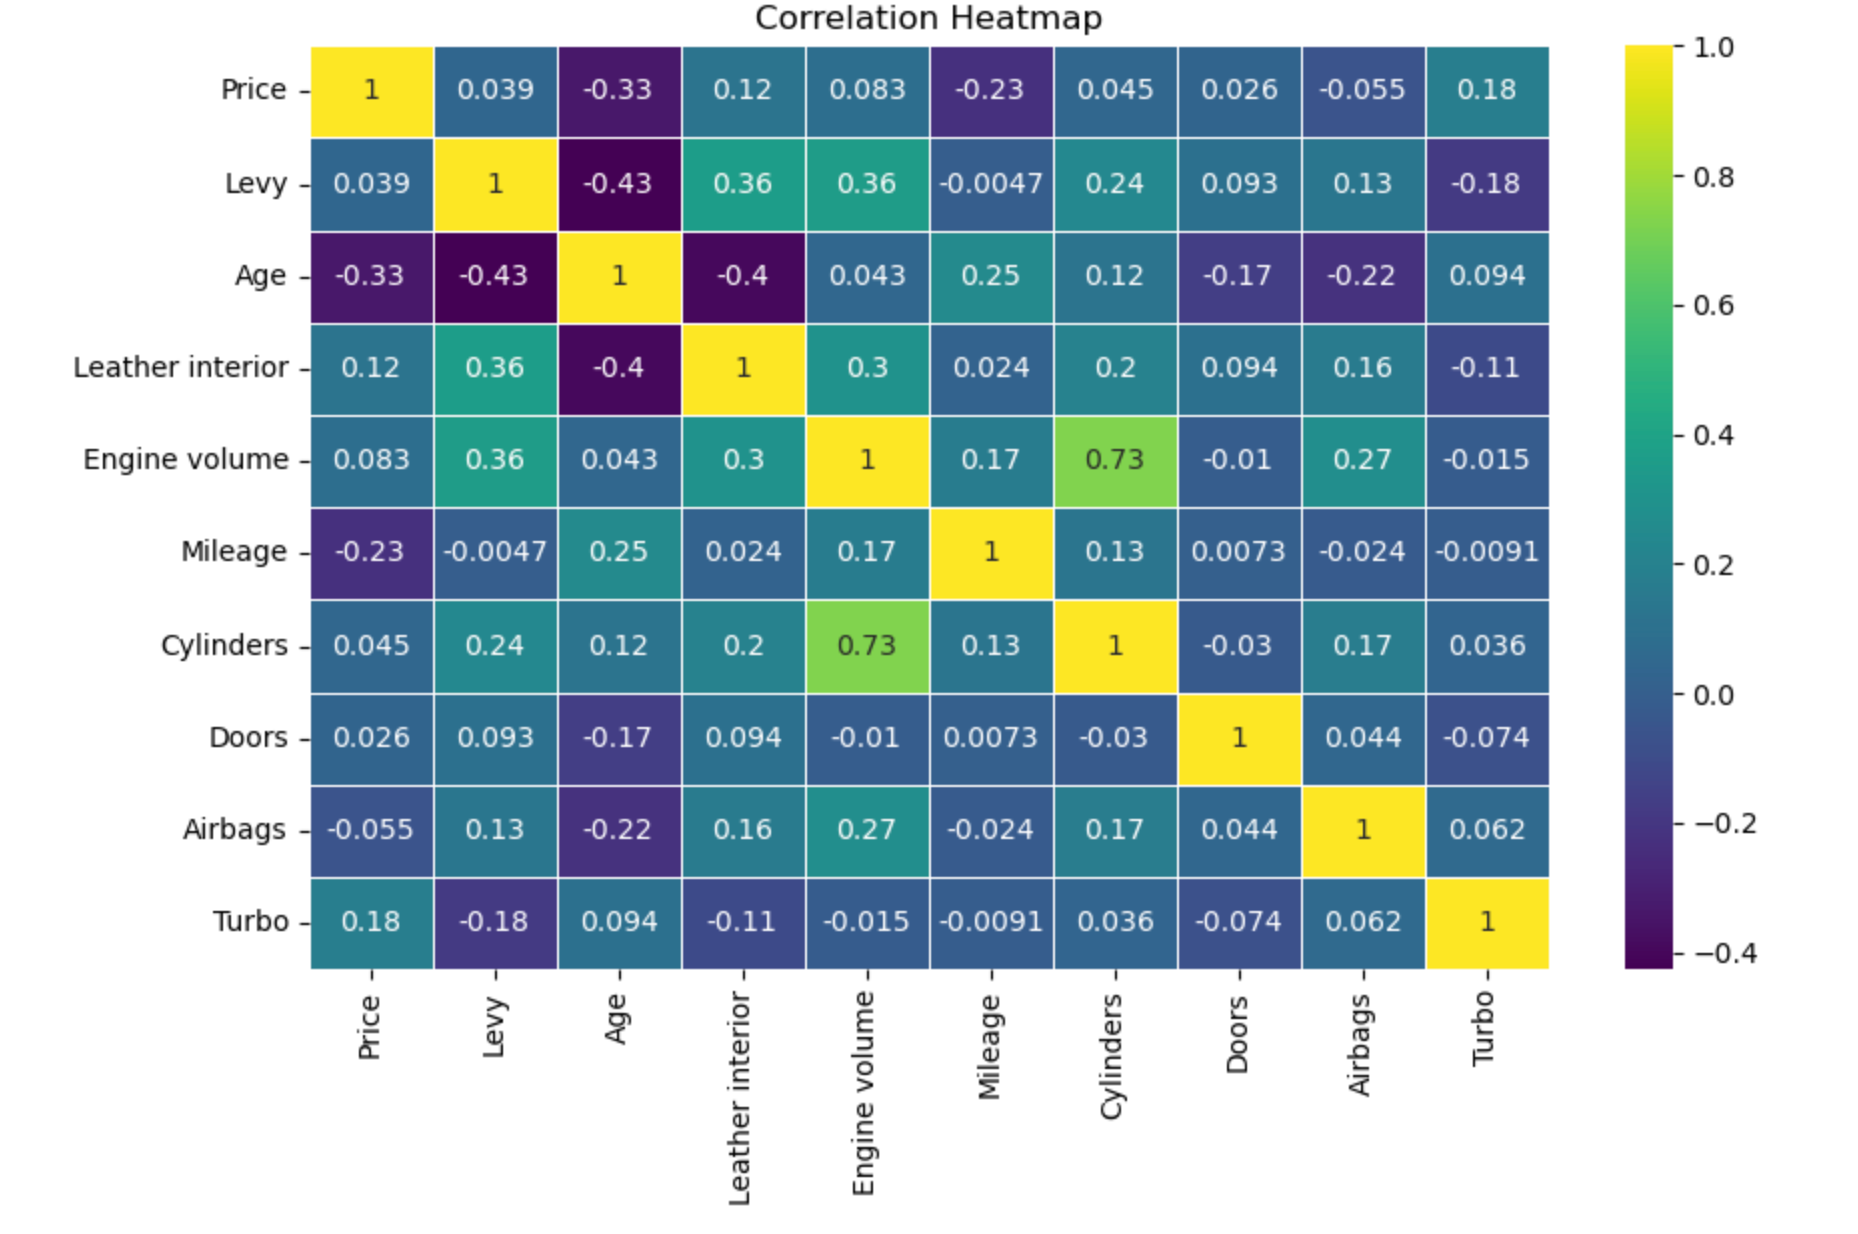 Correlation Heatmap
Price 1 0.039 -0.33 0.12 0.083 -0.23 0.045 0.026 -0.055 0.18
Levy 0.039 1 -0.43 0.36 0.36 -0.0047 0.24 0.093 0.13 -0.18
Age -0.33 -0.43 1 -0.4 0.043 0.25 0.12 -0.17 -0.22 0.094
Leather interior 0.12 0.36 -0.4 1 0.3 0.024 0.2 0.094 0.16 -0.11
Engine volume 0.083 0.36 0.043 0.3 1 0.17 0.73 -0.01 0.27 -0.015
Mileage -0.23 -0.0047 0.25 0.024 0.17 1 0.13 0.0073 -0.024 -0.0091
Cylinders 0.045 0.24 0.12 0.2 0.73 0.13 1 -0.03 0.17 0.036
Doors 0.026 0.093 -0.17 0.094 -0.01 0.0073 -0.03 1 0.044 -0.074
Airbags -0.055 0.13 -0.22 0.16 0.27 -0.024 0.17 0.044 1 0.062
Turbo 0.18 -0.18 0.094 -0.11 -0.015 -0.0091 0.036 -0.074 0.062 1
Price Levy Age Leather interior Engine volume Mileage Cylinders Doors Airbags Turbo
1.0
0.8
0.6
0.4
0.2
0.0
−0.2
−0.4